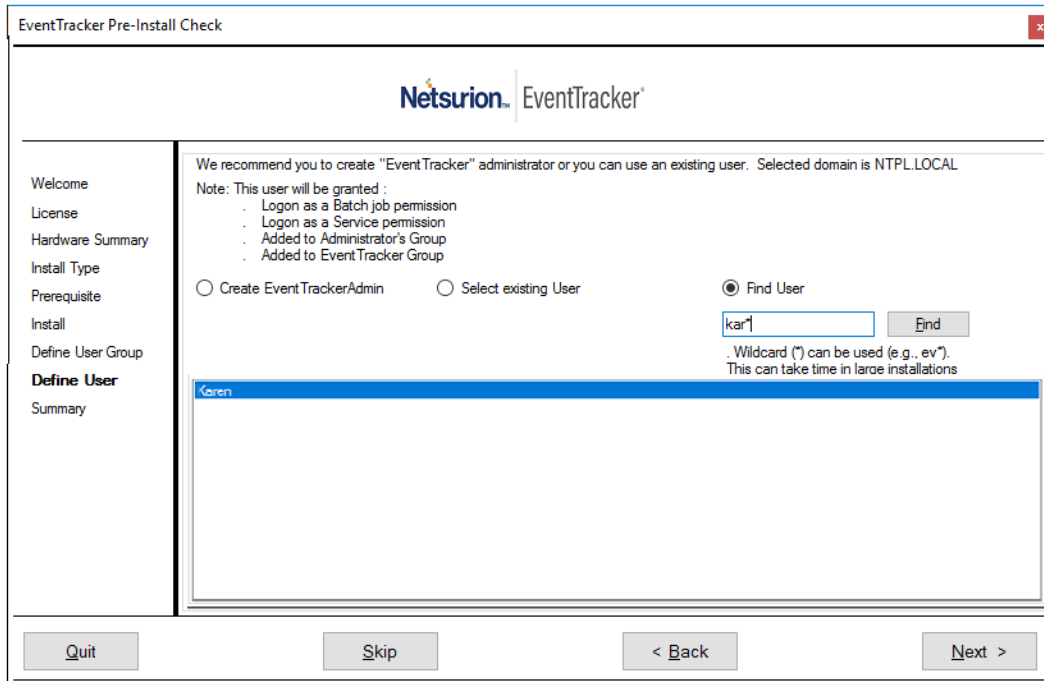 EventTracker Pre-Install Check
x
Netsurion™ EventTracker®
Welcome
License
Hardware Summary
Install Type
Prerequisite
Install
Define User Group
Define User
Summary
We recommend you to create "EventTracker" administrator or you can use an existing user. Selected domain is NTPL.LOCAL
Note: This user will be granted :
. Logon as a Batch job permission
. Logon as a Service permission
. Added to Administrator's Group
. Added to EventTracker Group
Create EventTrackerAdmin
Select existing User
Find User
kar*
Find
. Wildcard (*) can be used (e.g., ev*).
This can take time in large installations
Karen
Quit
Skip
< Back
Next >